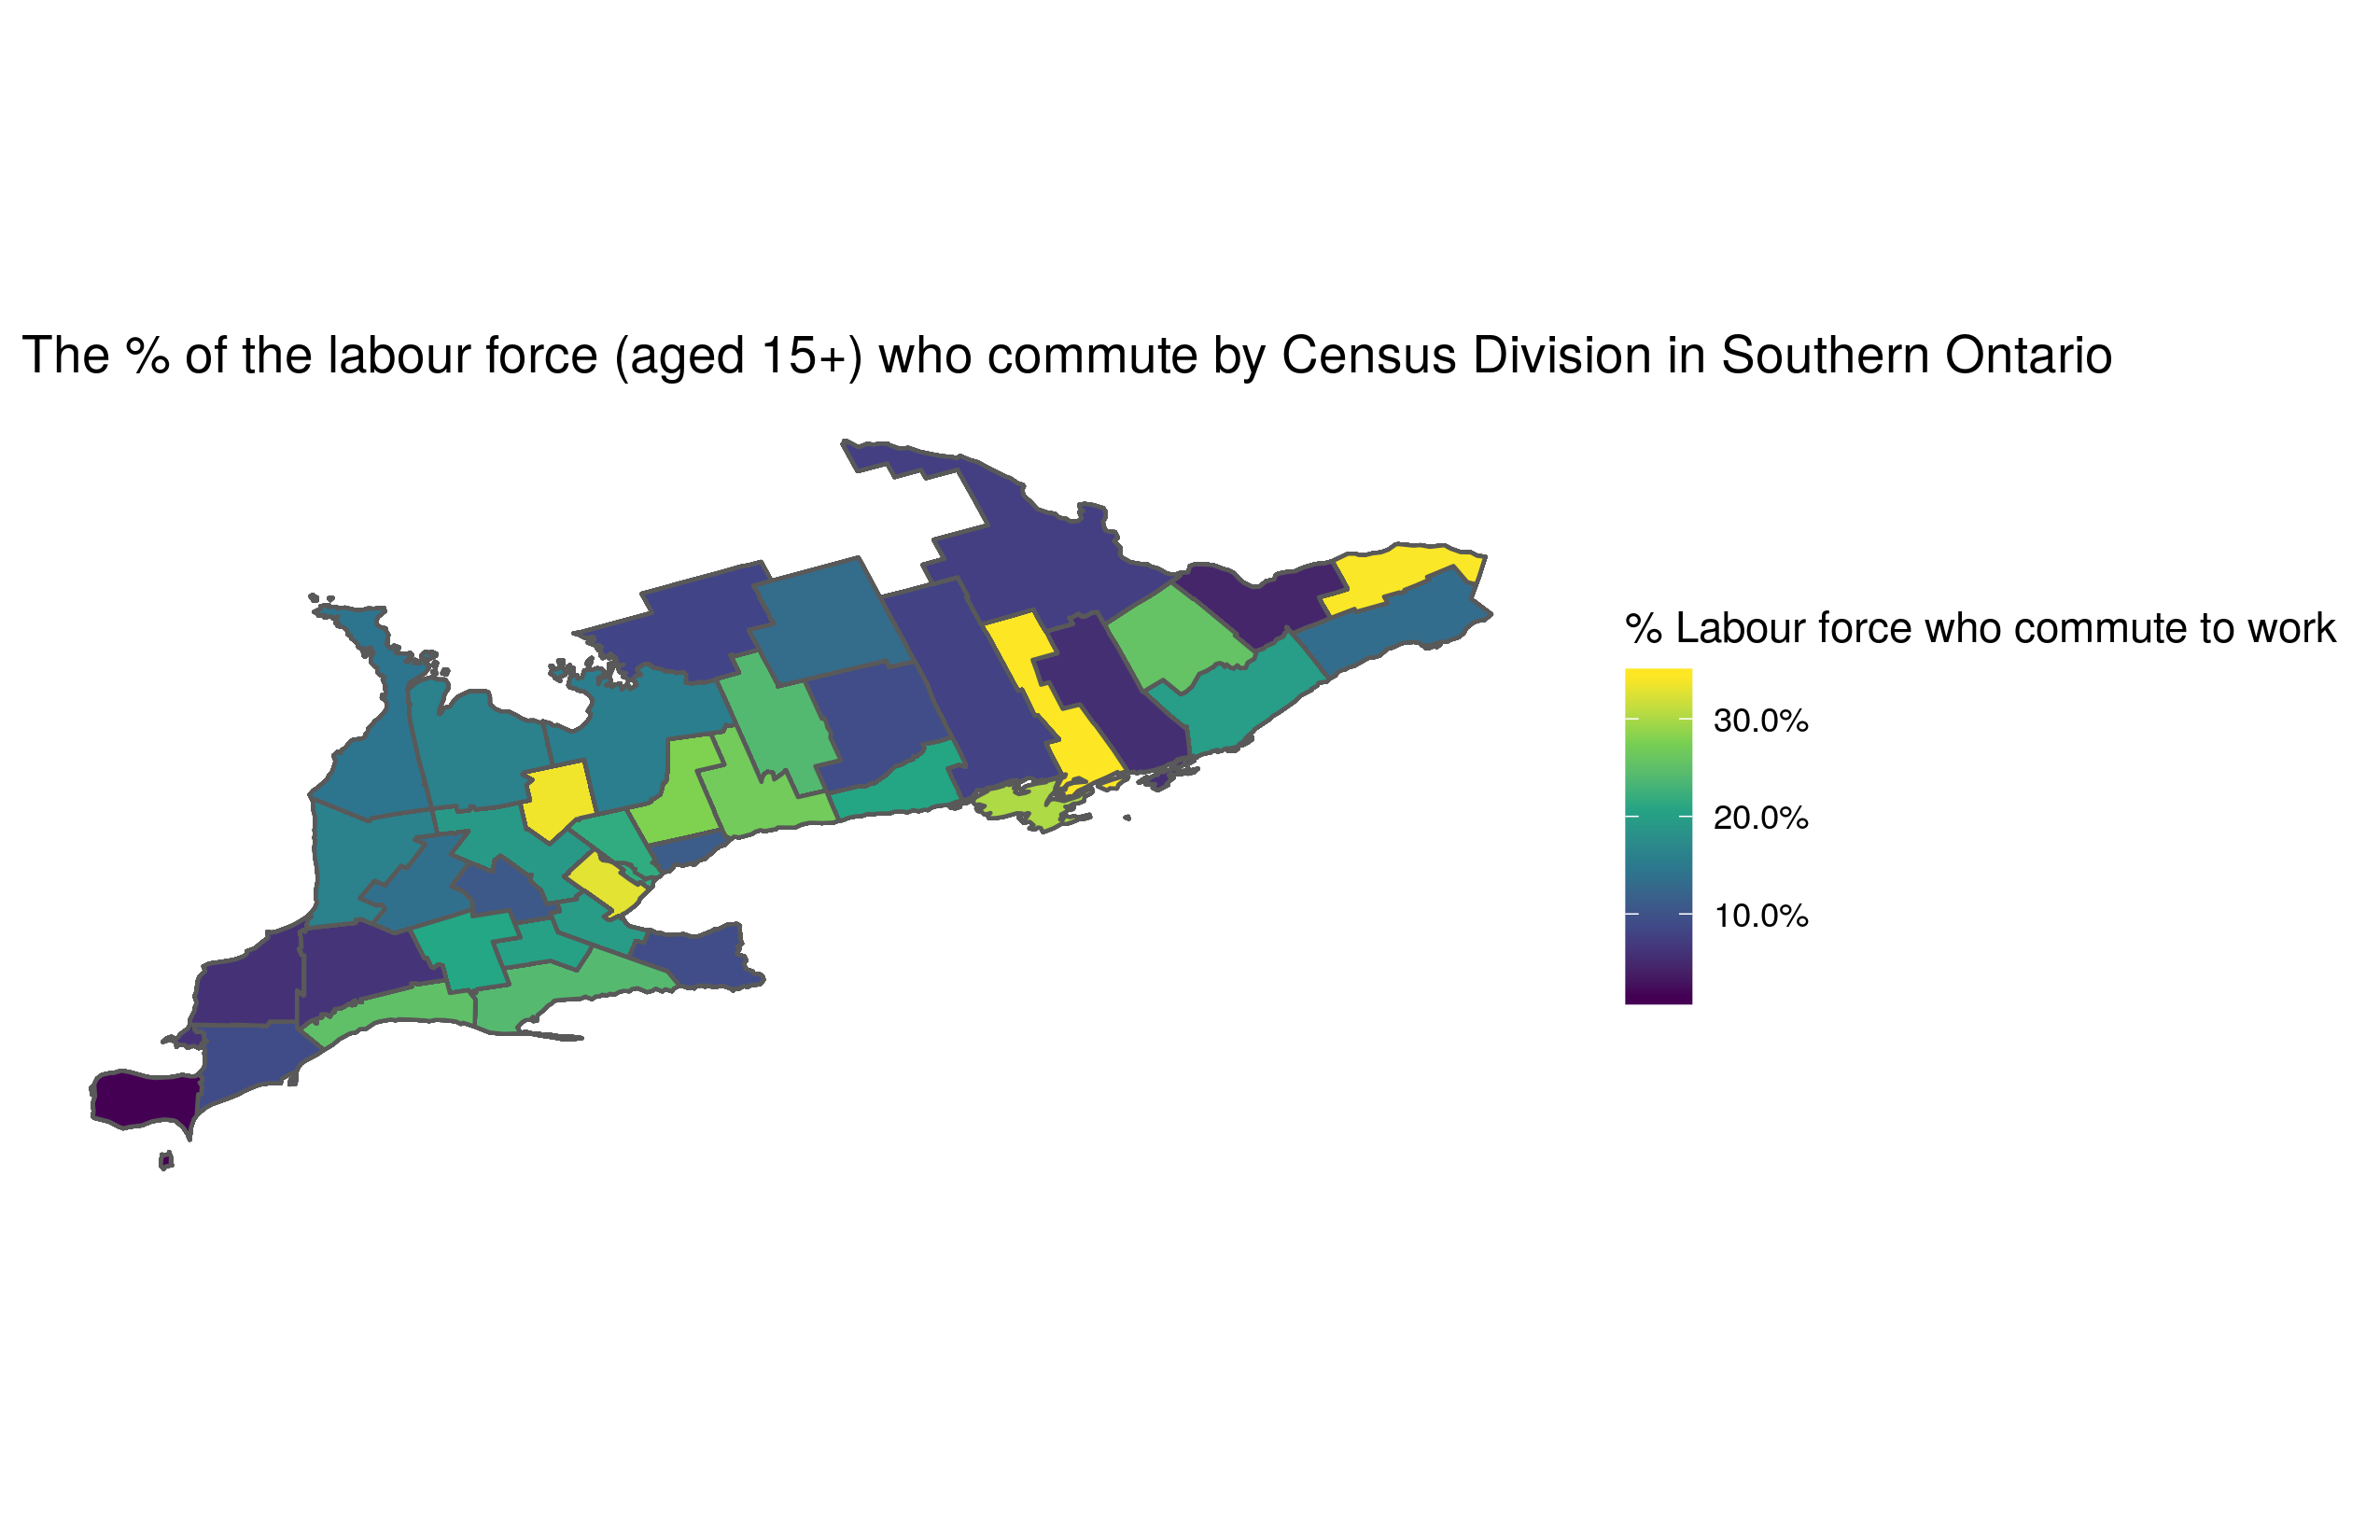 The % of the labour force (aged 15+) who commute by Census Division in Southern Ontario
% Labour force who commute to work
30.0%
20.0%
10.0%